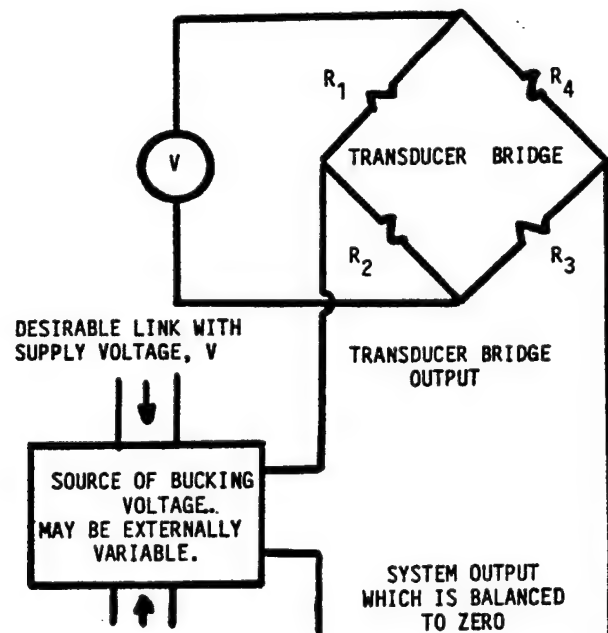 R1
R4
V
TRANSDUCER BRIDGE
R2
R3
DESIRABLE LINK WITH
SUPPLY VOLTAGE, V
TRANSDUCER BRIDGE
OUTPUT
SOURCE OF BUCKING
VOLTAGE..
MAY BE EXTERNALLY
VARIABLE.
SYSTEM OUTPUT
WHICH IS BALANCED
TO ZERO